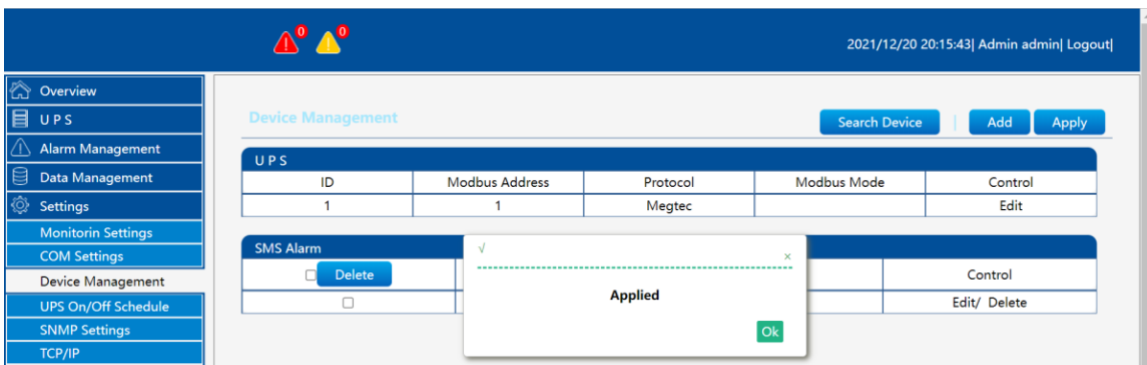 0 0
2021/12/20 20:15:43| Admin admin| Logout|
Overview
UPS
Alarm Management
Data Management
Settings
Monitorin Settings
COM Settings
Device Management
UPS On/Off Schedule
SNMP Settings
TCP/IP
Device Management
Search Device | Add Apply
UPS
ID Modbus Address Protocol Modbus Mode Control
1 1 Megtec Edit
SMS Alarm
Delete Control
Edit/ Delete
√ ×
Applied
Ok